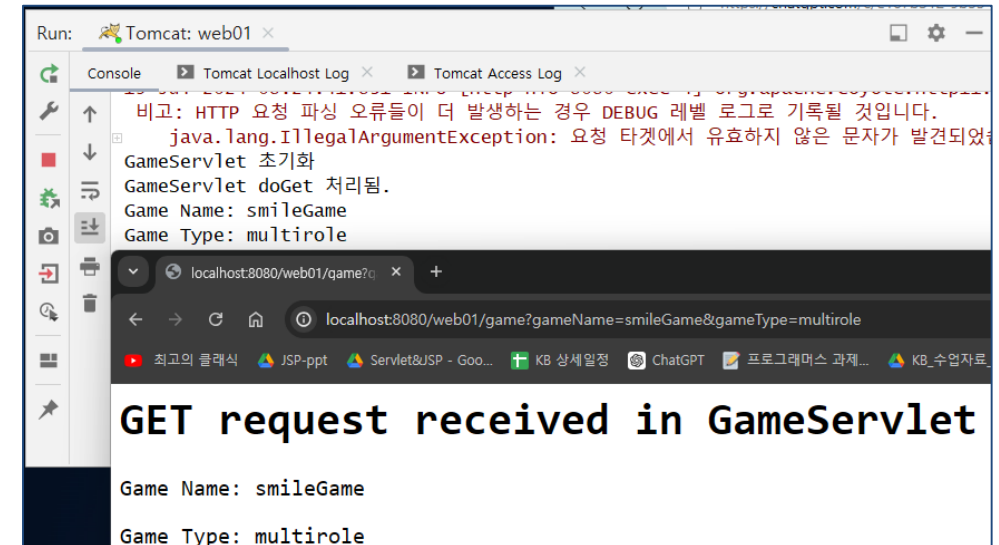 Run: Tomcat: web01
Console Tomcat Localhost Log Tomcat Access Log
비고: HTTP 요청 파싱 오류들이 더 발생하는 경우 DEBUG 레벨 로그로 기록될 것입니다.
java.lang.IllegalArgumentException: 요청 타겟에서 유효하지 않은 문자가 발견되었습
GameServlet 초기화
GameServlet doGet 처리됨.
Game Name: smileGame
Game Type: multirole
localhost:8080/web01/game?g
localhost:8080/web01/game?gameName=smileGame&gameType=multirole
최고의 클래식 JSP-ppt Servlet&JSP - Goo... KB 상세일정 ChatGPT 프로그래머스 과제... KB_수업자료_
GET request received in GameServlet
Game Name: smileGame
Game Type: multirole